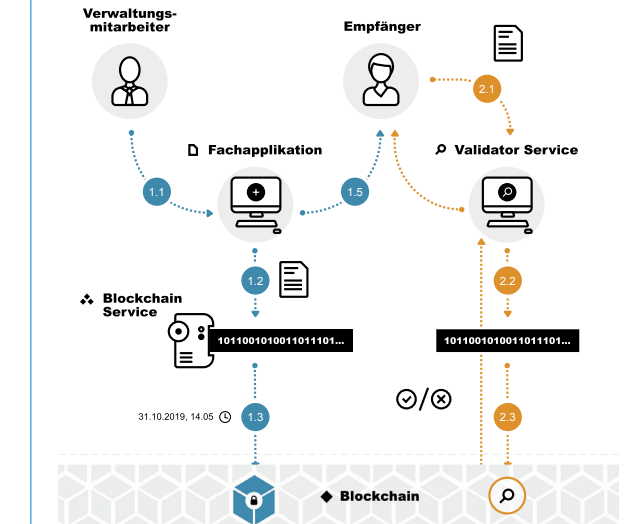 Verwaltungs-
mitarbeiter
Empfänger
2.1
Fachapplikation
Validator Service
1.1
1.5
1.2
2.2
Blockchain
Service
1011001010011011101...
1011001010011011101...
31.10.2019, 14.05
1.3
2.3
Blockchain